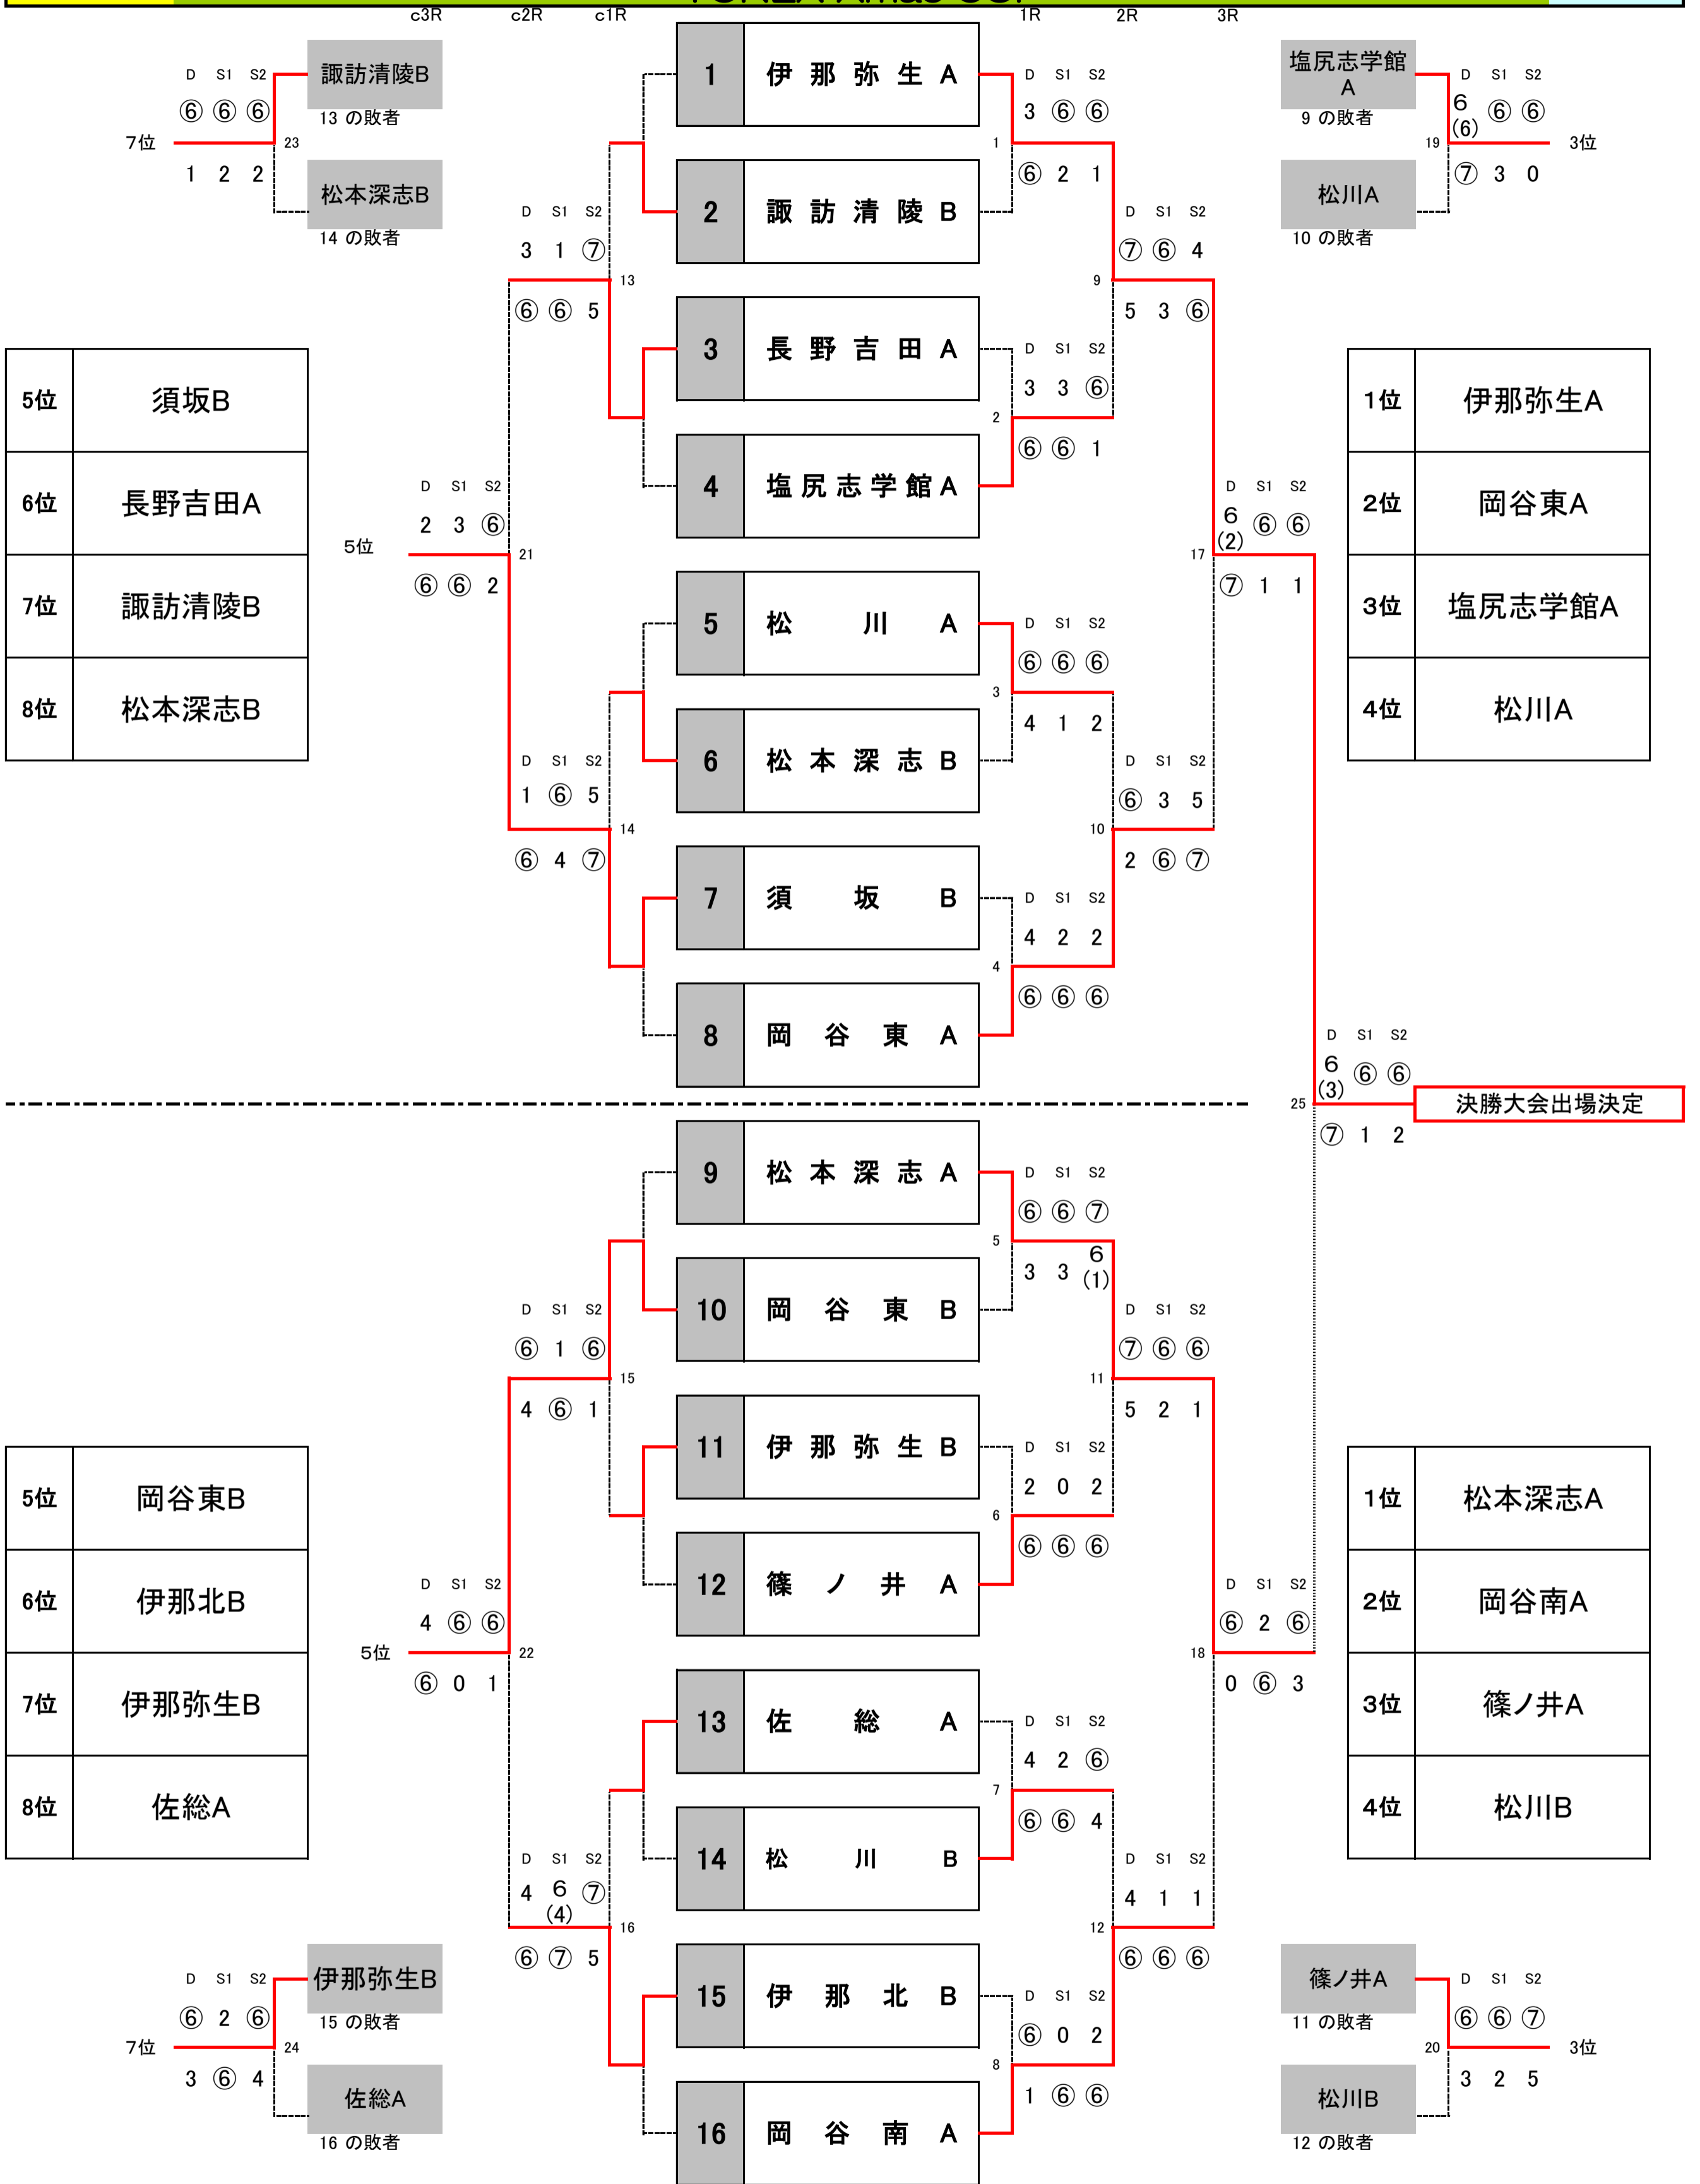 c3R c2R c1R 1R 2R 3R
1 伊那弥生A
2 諏訪清陵B
3 長野吉田A
4 塩尻志学館A
5 松川A
6 松本深志B
7 須坂B
8 岡谷東A
9 松本深志A
10 岡谷東B
11 伊那弥生B
12 篠ノ井A
13 佐総A
14 松川B
15 伊那北B
16 岡谷南A
D S1 S2
⑥ ⑥ ⑥
7位 23
1 2 2
諏訪清陵B
13 の敗者
松本深志B
14 の敗者
D S1 S2
3 1 ⑦
13
⑥ ⑥ 5
D S1 S2
2 3 ⑥
5位 21
⑥ ⑥ 2
D S1 S2
1 ⑥ 5
14
⑥ 4 ⑦
5位 須坂B
6位 長野吉田A
7位 諏訪清陵B
8位 松本深志B
D S1 S2
3 ⑥ ⑥
1
⑥ 2 1
D S1 S2
3 3 ⑥
2
⑥ ⑥ 1
D S1 S2
⑥ ⑥ ⑥
3
4 1 2
D S1 S2
4 2 2
4
⑥ ⑥ ⑥
D S1 S2
⑦ ⑥ 4
9
5 3 ⑥
D S1 S2
⑥ 3 5
10
2 ⑥ ⑦
D S1 S2
6(2) ⑥ ⑥
17
⑦ 1 1
塩尻志学館A
9 の敗者
松川A
10 の敗者
D S1 S2
6(6) ⑥ ⑥
19 3位
⑦ 3 0
1位 伊那弥生A
2位 岡谷東A
3位 塩尻志学館A
4位 松川A
D S1 S2
6(3) ⑥ ⑥
25 決勝大会出場決定
⑦ 1 2
D S1 S2
⑥ 1 ⑥
15
4 ⑥ 1
D S1 S2
4 ⑥ ⑥
5位 22
⑥ 0 1
D S1 S2
4 6(4) ⑦
16
⑥ ⑦ 5
5位 岡谷東B
6位 伊那北B
7位 伊那弥生B
8位 佐総A
D S1 S2
⑥ 2 ⑥
7位 24
3 ⑥ 4
伊那弥生B
15 の敗者
佐総A
16 の敗者
D S1 S2
⑥ ⑥ ⑦
5
3 3 6(1)
D S1 S2
2 0 2
6
⑥ ⑥ ⑥
D S1 S2
4 2 ⑥
7
⑥ ⑥ 4
D S1 S2
⑥ 0 2
8
1 ⑥ ⑥
D S1 S2
⑦ ⑥ ⑥
11
5 2 1
D S1 S2
4 1 1
12
⑥ ⑥ ⑥
D S1 S2
⑥ 2 ⑥
18
0 ⑥ 3
1位 松本深志A
2位 岡谷南A
3位 篠ノ井A
4位 松川B
篠ノ井A
11 の敗者
松川B
12 の敗者
D S1 S2
⑥ ⑥ ⑦
20 3位
3 2 5